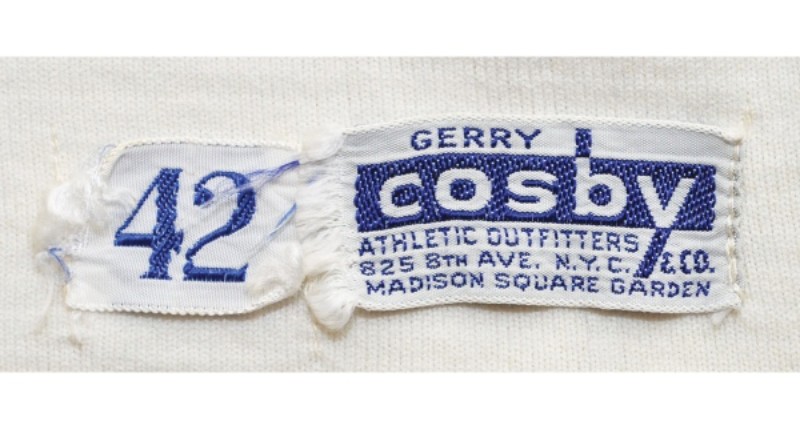 42
GERRY
cosby
ATHLETIC OUTFITTERS
825 8TH AVE. N.Y.C. & CO.
MADISON SQUARE GARDEN